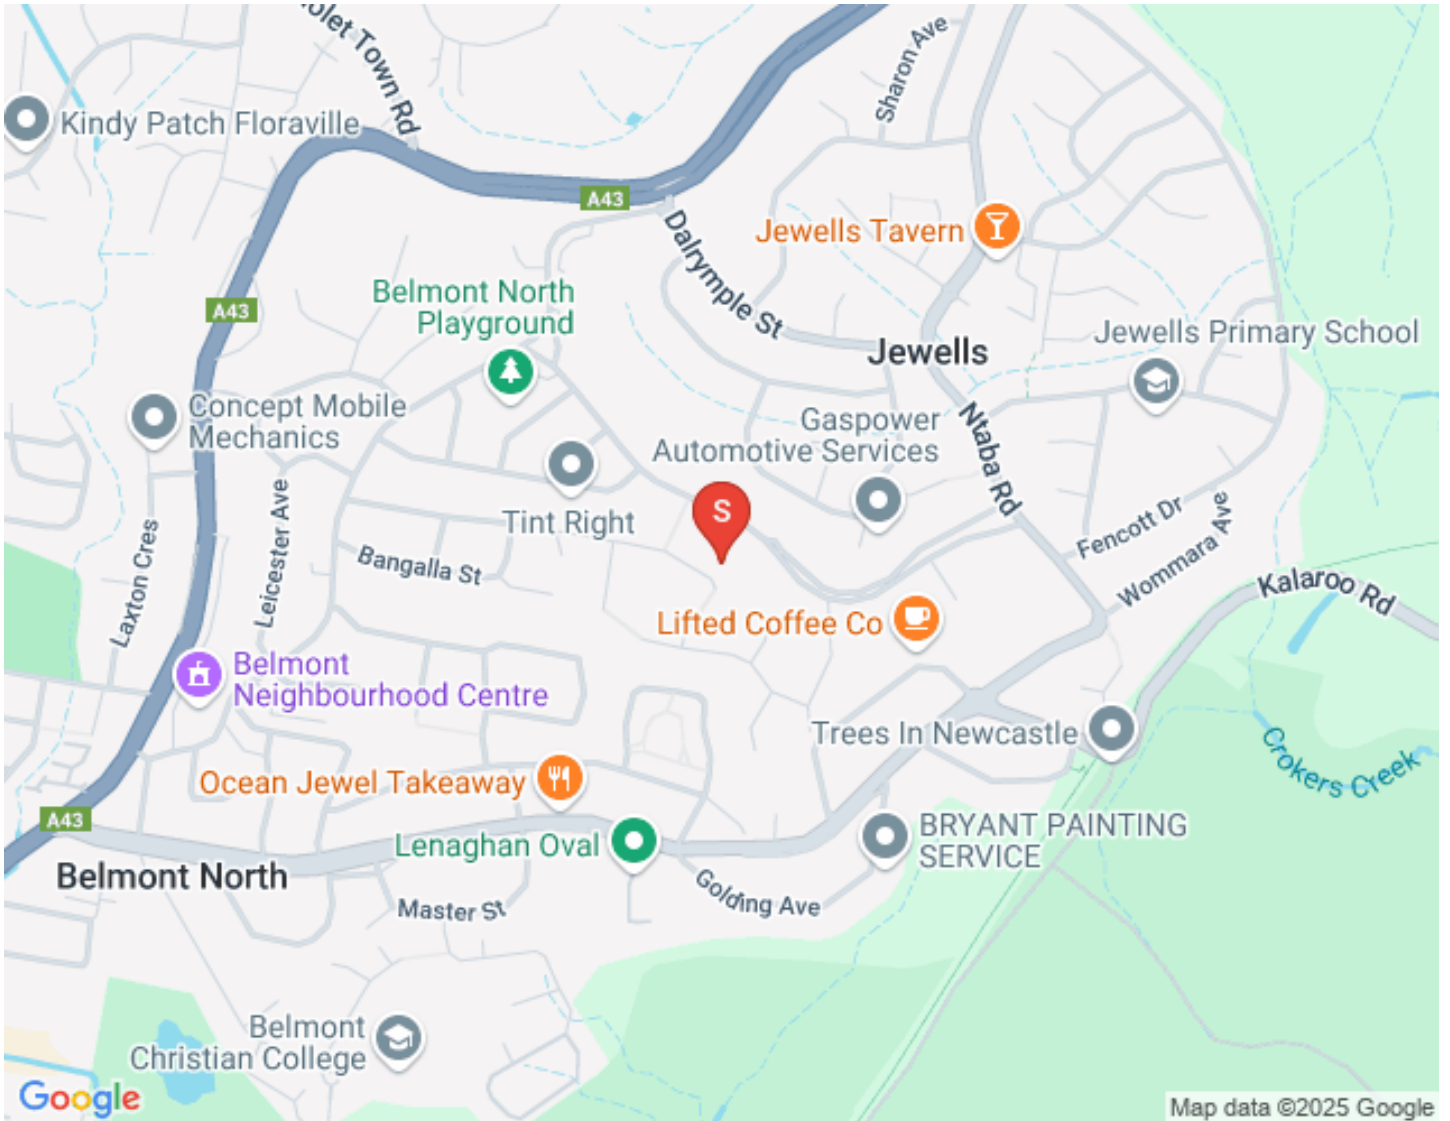 olet Town Rd
Sharon Ave
Kindy Patch Floraville
A43
Dalrymple St
Jewells Tavern
Belmont North
Playground
A43
Jewells
Jewells Primary School
Concept Mobile
Mechanics
Gaspower
Automotive Services
Ntaba Rd
Leicester Ave
S
Tint Right
Fencott Dr
Wommara Ave
Laxton Cres
Bangalla St
Kalaroo Rd
Lifted Coffee Co
Belmont
Neighbourhood Centre
Trees In Newcastle
Crokers Creek
Ocean Jewel Takeaway
A43
Lenaghan Oval
BRYANT PAINTING
SERVICE
Belmont North
Golding Ave
Master St
Belmont
Christian College
Google
Map data ©2025 Google